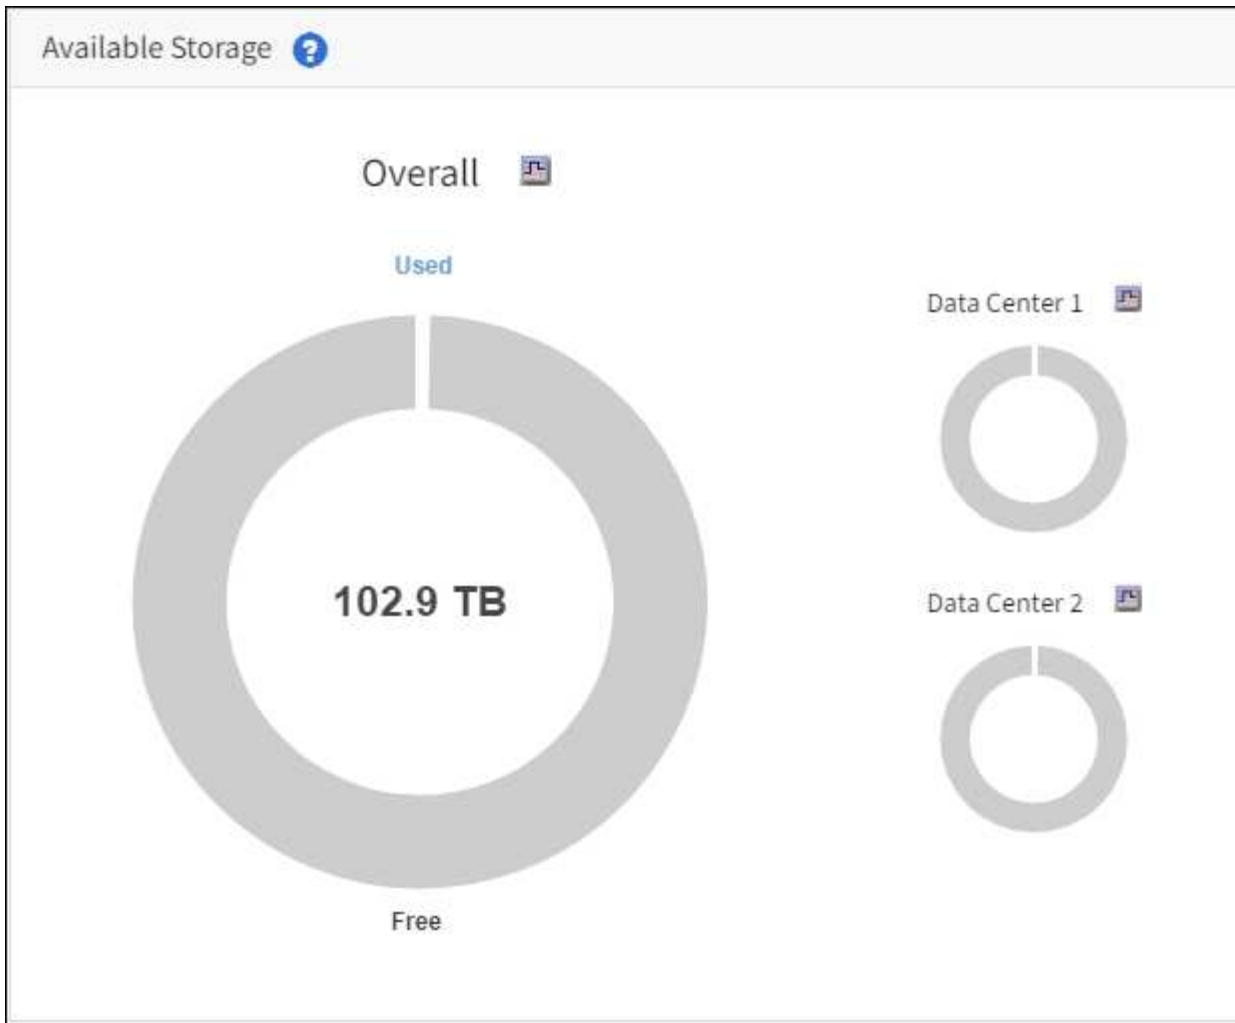 Available Storage ?
Overall
Used
102.9 TB
Free
Data Center 1
Data Center 2